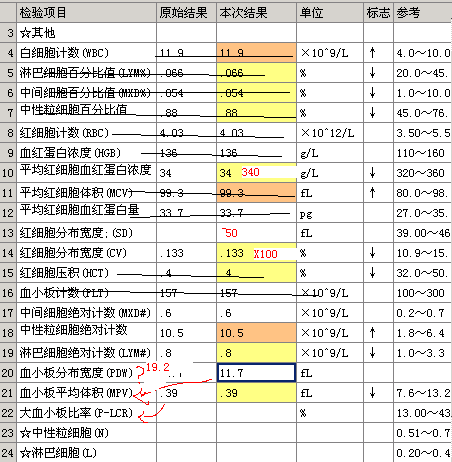 检验项目 原始结果 本次结果 单位 标志 参考
3 ☆其他
4 白细胞计数(WBC) 11.9 11.9 ×10^9/L ↑ 4.0～10.0
5 淋巴细胞百分比值(LYM%) .066 .066 % ↓ 20.0～45.
6 中间细胞百分比值(MXD%) .054 .054 % ↓ 1.0～10.0
7 中性粒细胞百分比值 .88 .88 % ↓ 45.0～76.
8 红细胞计数(RBC) 4.03 4.03 ×10^12/L 3.50～5.5
9 血红蛋白浓度(HGB) 136 136 g/L 110～160
10 平均红细胞血红蛋白浓度 34 34 340 g/L ↓ 320～360
11 平均红细胞体积(MCV) 99.3 99.3 fL ↑ 80.0～98.
12 平均红细胞血红蛋白量 33.7 33.7 pg 27.0～35.
13 红细胞分布宽度;(SD) 50 fL 39.00～46
14 红细胞分布宽度(CV) .133 .133 X100 % ↓ 10.9～15.
15 红细胞压积(HCT) .4 .4 % ↓ 32.0～50.
16 血小板计数(PLT) 157 157 ×10^9/L 100～300
17 中间细胞绝对计数(MXD#) .6 .6 ×10^9/L 0.2～0.7
18 中性粒细胞绝对计数 10.5 10.5 ×10^9/L ↑ 1.8～6.4
19 淋巴细胞绝对计数(LYM#) .8 .8 ×10^9/L ↓ 1.0～3.3
20 血小板分布宽度(PDW) 19.2 11.7 fL
21 血小板平均体积(MPV) .39 .39 fL ↓ 7.6～13.2
22 大血小板比率(P-LCR) % 13.00～43
23 ☆中性粒细胞(N) 0.51～0.7
24 ☆淋巴细胞(L) 0.20～0.4